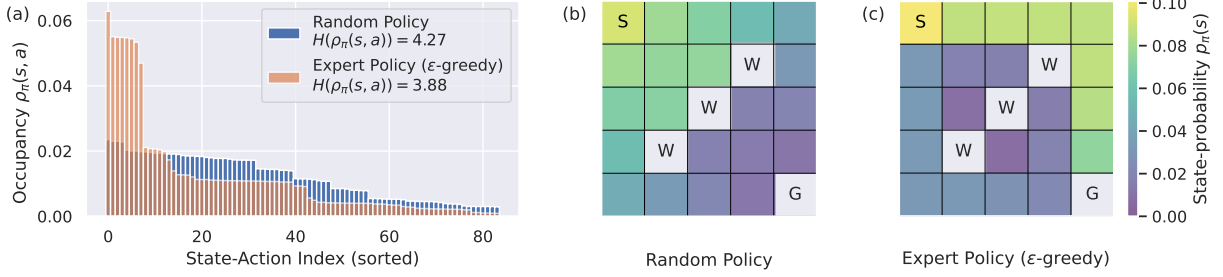 (a)
Occupancy ρπ(s, a)
0.06
0.04
0.02
0.00
Random Policy
H(ρπ(s, a)) = 4.27
Expert Policy (ε-greedy)
H(ρπ(s, a)) = 3.88
0
20
40
60
80
State-Action Index (sorted)
(b)
S
W
W
W
G
Random Policy
(c)
S
W
W
W
G
Expert Policy (ε-greedy)
0.10
0.08
0.06
0.04
0.02
0.00
State-probability ρπ(s)